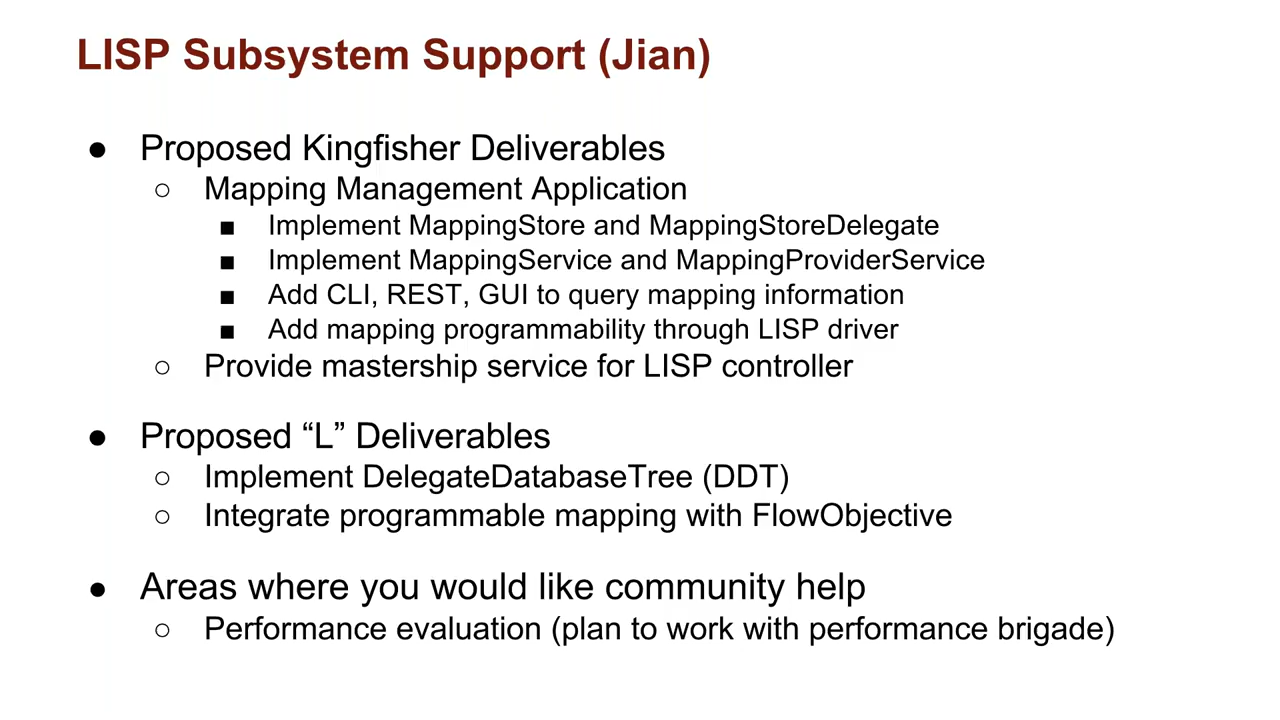 LISP Subsystem Support (Jian)
● Proposed Kingfisher Deliverables
○ Mapping Management Application
■ Implement MappingStore and MappingStoreDelegate
■ Implement MappingService and MappingProviderService
■ Add CLI, REST, GUI to query mapping information
■ Add mapping programmability through LISP driver
○ Provide mastership service for LISP controller
● Proposed “L” Deliverables
○ Implement DelegateDatabaseTree (DDT)
○ Integrate programmable mapping with FlowObjective
● Areas where you would like community help
○ Performance evaluation (plan to work with performance brigade)